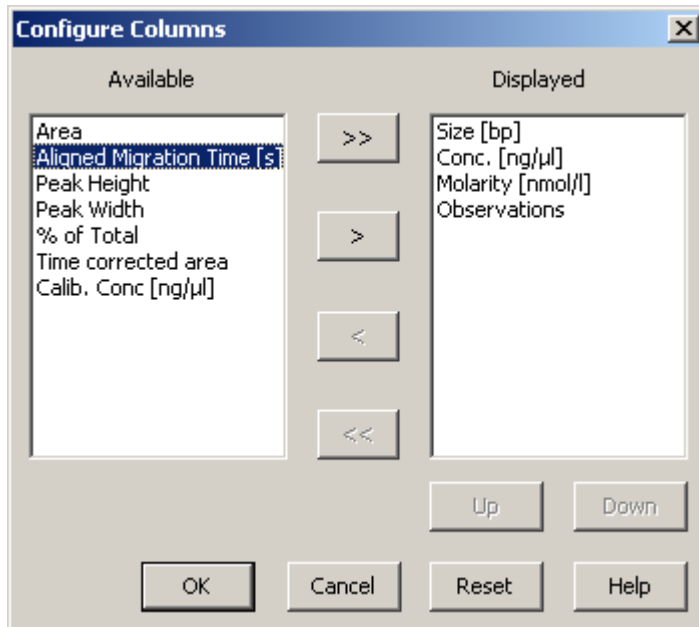 Configure Columns
Available
Displayed
Area
Aligned Migration Time [s]
Peak Height
Peak Width
% of Total
Time corrected area
Calib. Conc [ng/µl]
>>
>
<
<<
Size [bp]
Conc. [ng/µl]
Molarity [nmol/l]
Observations
Up
Down
OK
Cancel
Reset
Help